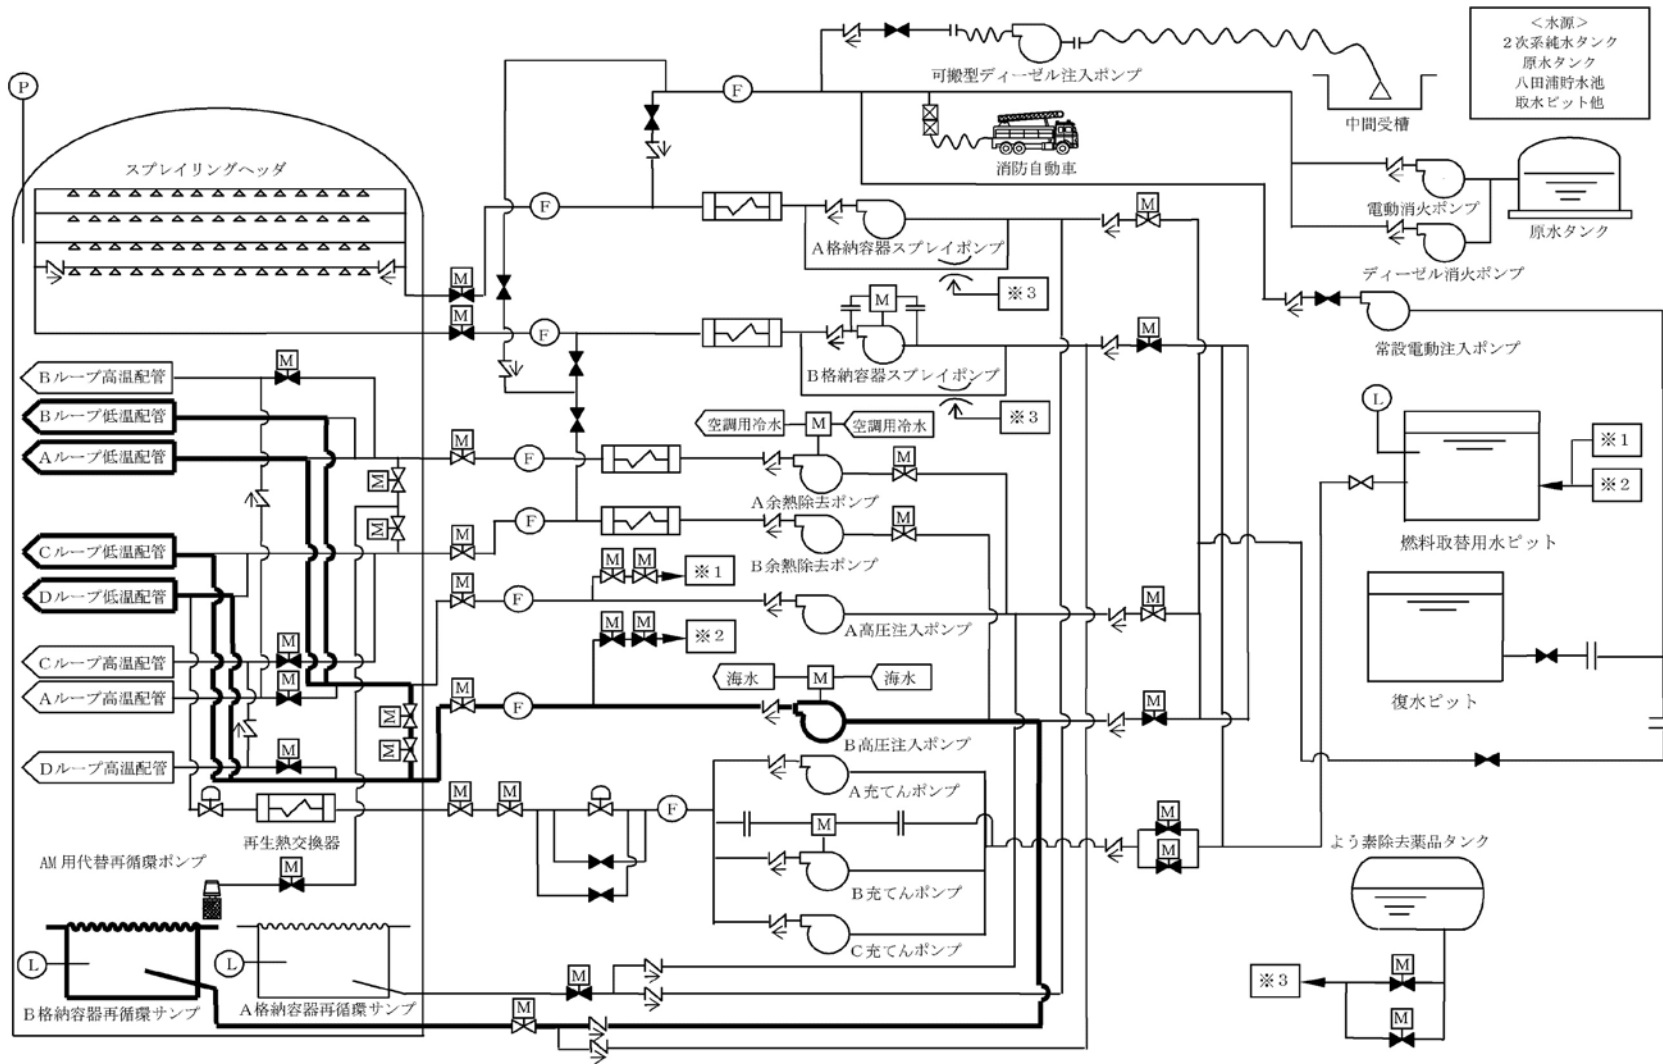 <水源>
2次系純水タンク
原水タンク
八田浦貯水池
取水ピット他
可搬型ディーゼル注入ポンプ
中間受槽
P
F
消防自動車
スプレイリングヘッダ
電動消火ポンプ
原水タンク
ディーゼル消火ポンプ
M
F
A格納容器スプレイポンプ
※3
M
M
F
M
B格納容器スプレイポンプ
※3
M
常設電動注入ポンプ
Bループ高温配管
M
Bループ低温配管
空調用冷水
M
空調用冷水
L
※1
※2
Aループ低温配管
M
F
M
A余熱除去ポンプ
M
M
燃料取替用水ピット
Cループ低温配管
M
F
M
B余熱除去ポンプ
M
M
※1
Dループ低温配管
M
F
A高圧注入ポンプ
M
M
M
※2
Cループ高温配管
M
海水
M
海水
Aループ高温配管
M
M
F
M
復水ピット
M
M
B高圧注入ポンプ
Dループ高温配管
M
A充てんポンプ
再生熱交換器
M
M
F
M
M
M
よう素除去薬品タンク
AM用代替再循環ポンプ
M
B充てんポンプ
C充てんポンプ
L
L
M
※3
M
B格納容器再循環サンプ
A格納容器再循環サンプ
M
M